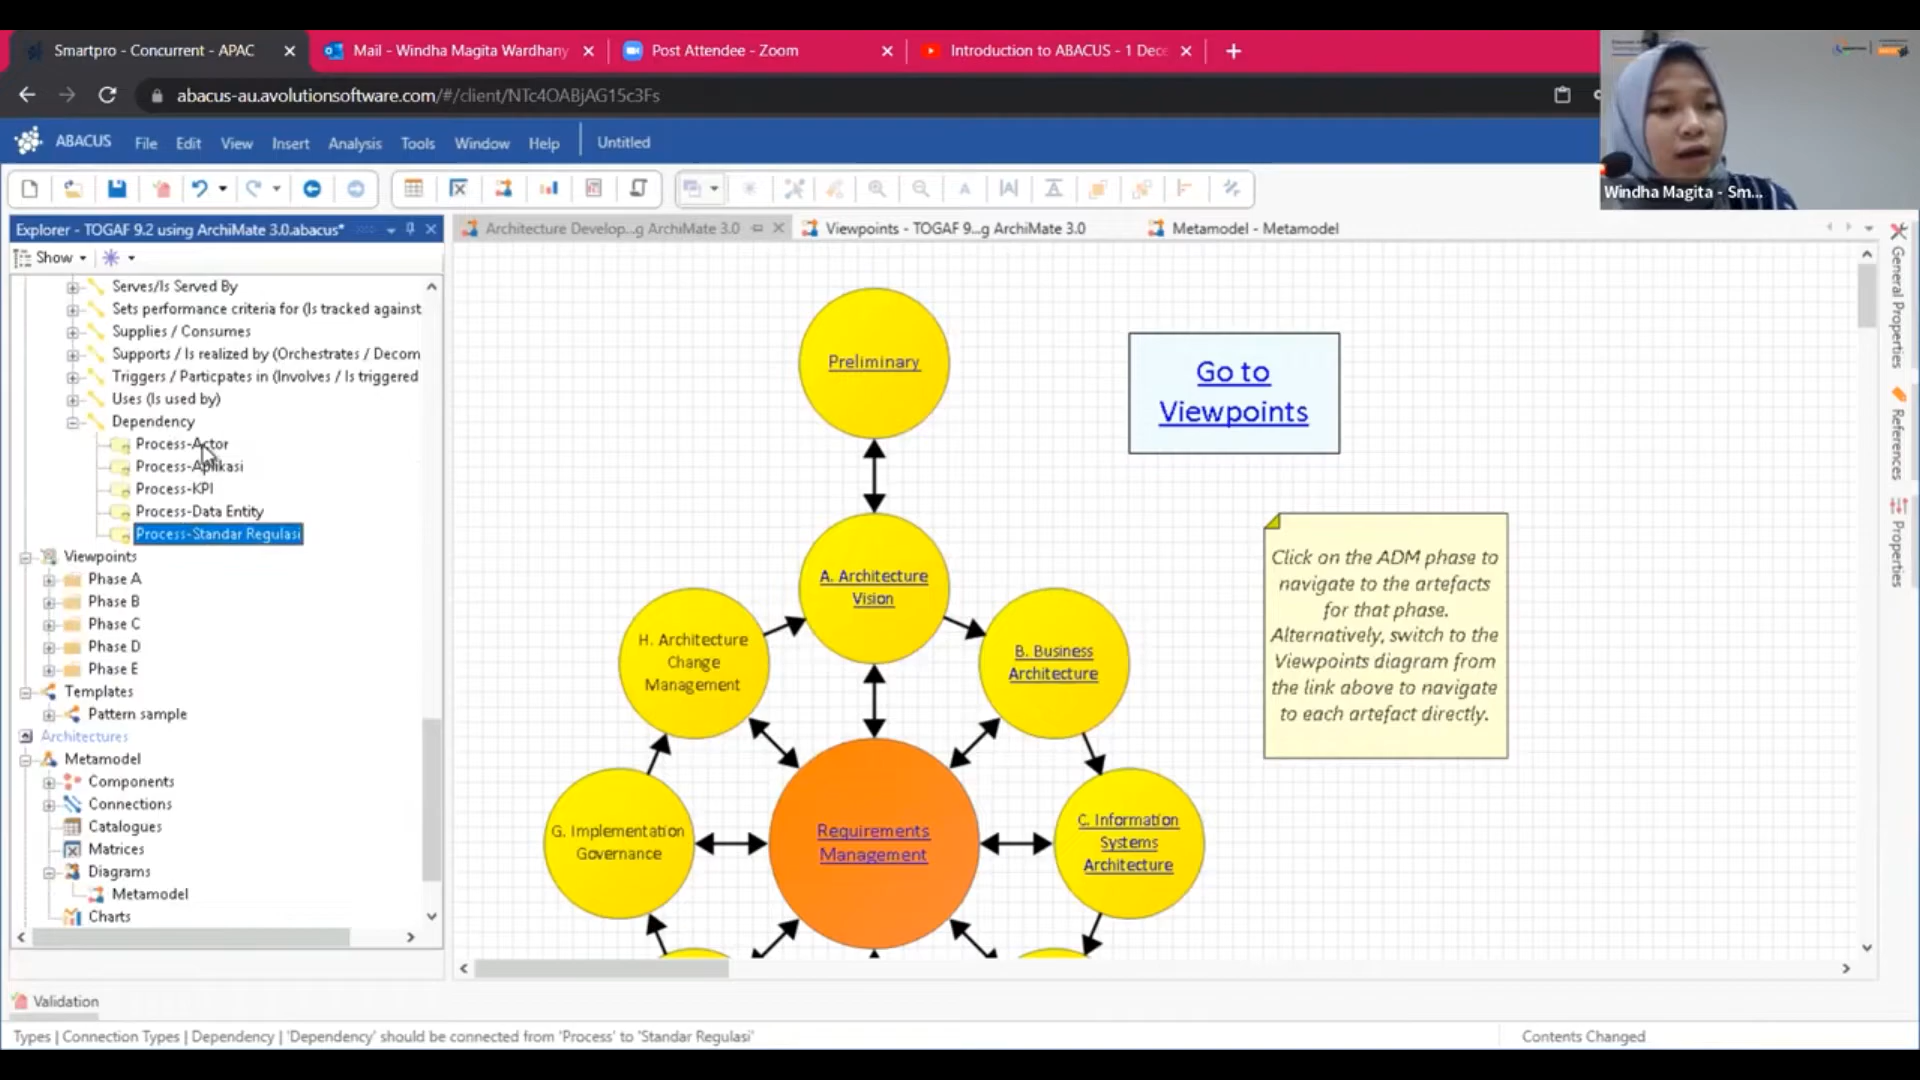 Smartpro - Concurrent - APAC
Mail - Windha Magita Wardhany
Post Attendee - Zoom
Introduction to ABACUS - 1 Dece
abacus-au.avolutionsoftware.com/#/client/NTc4OABjAG15c3Fs
ABACUS File Edit View Insert Analysis Tools Window Help Untitled
Windha Magita - Sm...
Explorer - TOGAF 9.2 using ArchiMate 3.0.abacus*
Architecture Develop...g ArchiMate 3.0
Viewpoints - TOGAF 9...g ArchiMate 3.0
Metamodel - Metamodel
Show
Serves/Is Served By
Sets performance criteria for (Is tracked against
Supplies / Consumes
Supports / Is realized by (Orchestrates / Decom
Triggers / Particpates in (Involves / Is triggered
Uses (Is used by)
Dependency
Process-Actor
Process-Aplikasi
Process-KPI
Process-Data Entity
Process-Standar Regulasi
Viewpoints
Phase A
Phase B
Phase C
Phase D
Phase E
Templates
Pattern sample
Architectures
Metamodel
Components
Connections
Catalogues
Matrices
Diagrams
Metamodel
Charts
Preliminary
Go to
Viewpoints
A. Architecture
Vision
H. Architecture
Change
Management
B. Business
Architecture
Click on the ADM phase to
navigate to the artefacts
for that phase.
Alternatively, switch to the
Viewpoints diagram from
the link above to navigate
to each artefact directly.
G. Implementation
Governance
Requirements
Management
C. Information
Systems
Architecture
General Properties
References
Properties
Validation
Types | Connection Types | Dependency | 'Dependency' should be connected from 'Process' to 'Standar Regulasi'
Contents Changed